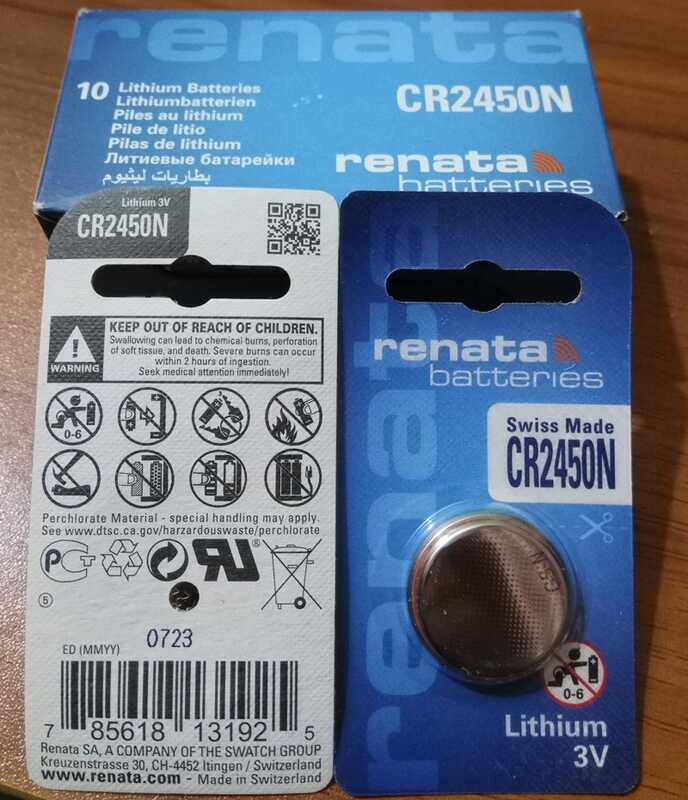 renata
10 Lithium Batteries
Lithiumbatterien
Piles au lithium
Pile de litio
Pilas de lithium
Литиевые батарейки
بطاريات ليثيوم
CR2450N
renata
batteries
Lithium 3V
CR2450N
WARNING
KEEP OUT OF REACH OF CHILDREN.
Swallowing can lead to chemical burns, perforation
of soft tissue, and death. Severe burns can occur
within 2 hours of ingestion.
Seek medical attention immediately!
0-6
Perchlorate Material - special handling may apply.
See www.dtsc.ca.gov/harzardouswaste/perchlorate
5
ED (MMYY)
0723
7 85618 13192 5
Renata SA, A COMPANY OF THE SWATCH GROUP
Kreuzenstrasse 30, CH-4452 Itingen / Switzerland
www.renata.com - Made in Switzerland
renata
renata
batteries
Swiss Made
CR2450N
0-6
Lithium
3V